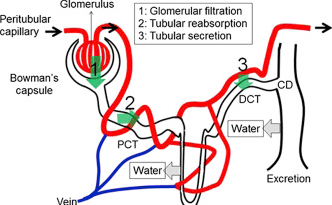 Glomerulus
Peritubular
capillary
1: Glomerular filtration
2: Tubular reabsorption
3: Tubular secretion
1
Bowman's
capsule
2
3
PCT
DCT
CD
Water
Water
Vein
Excretion